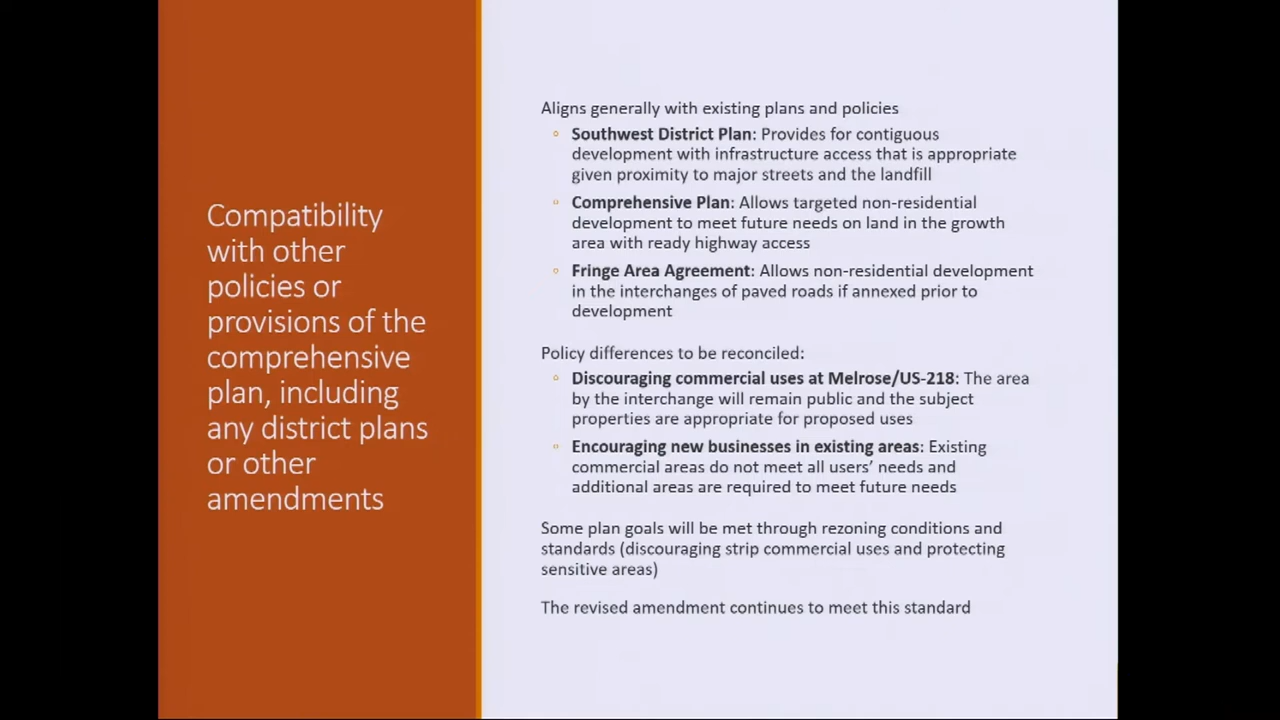 Compatibility
with other
policies or
provisions of the
comprehensive
plan, including
any district plans
or other
amendments
Aligns generally with existing plans and policies
Southwest District Plan: Provides for contiguous
development with infrastructure access that is appropriate
given proximity to major streets and the landfill
Comprehensive Plan: Allows targeted non-residential
development to meet future needs on land in the growth
area with ready highway access
Fringe Area Agreement: Allows non-residential development
in the interchanges of paved roads if annexed prior to
development
Policy differences to be reconciled:
Discouraging commercial uses at Melrose/US-218: The area
by the interchange will remain public and the subject
properties are appropriate for proposed uses
Encouraging new businesses in existing areas: Existing
commercial areas do not meet all users’ needs and
additional areas are required to meet future needs
Some plan goals will be met through rezoning conditions and
standards (discouraging strip commercial uses and protecting
sensitive areas)
The revised amendment continues to meet this standard